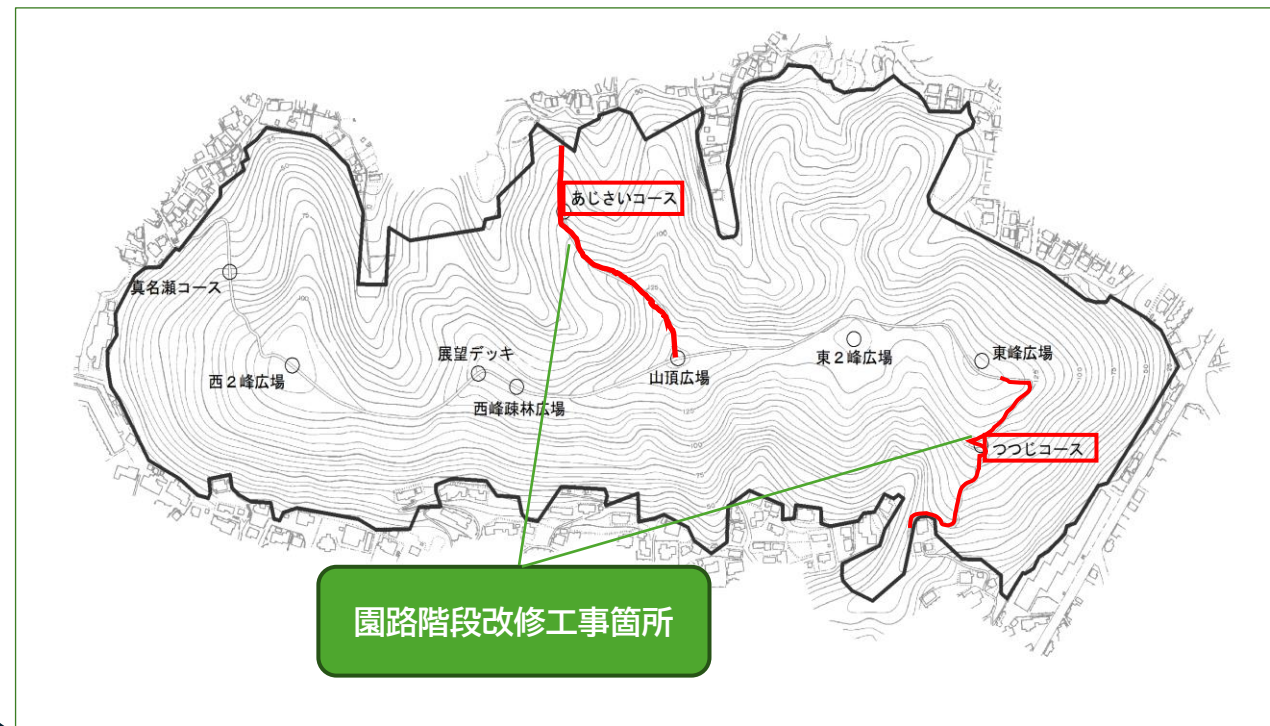 あじさいコース
真名瀬コース
展望デッキ
西２峰広場
西峰疎林広場
山頂広場
東２峰広場
東峰広場
つつじコース
園路階段改修工事箇所